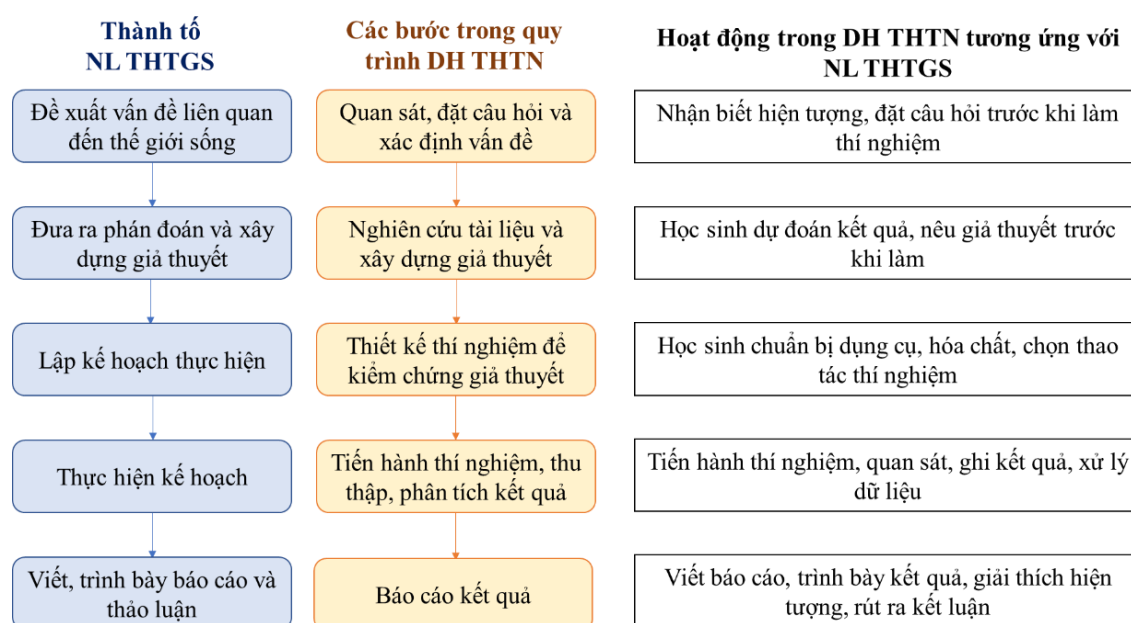 Thành tố
NL THTGS
Các bước trong quy
trình DH THTN
Hoạt động trong DH THTN tương ứng với
NL THTGS
Đề xuất vấn đề liên quan
đến thế giới sống
Quan sát, đặt câu hỏi và
xác định vấn đề
Nhận biết hiện tượng, đặt câu hỏi trước khi làm
thí nghiệm
Đưa ra phán đoán và xây
dựng giả thuyết
Nghiên cứu tài liệu và
xây dựng giả thuyết
Học sinh dự đoán kết quả, nêu giả thuyết trước
khi làm
Lập kế hoạch thực hiện
Thiết kế thí nghiệm để
kiểm chứng giả thuyết
Học sinh chuẩn bị dụng cụ, hóa chất, chọn thao
tác thí nghiệm
Thực hiện kế hoạch
Tiến hành thí nghiệm, thu
thập, phân tích kết quả
Tiến hành thí nghiệm, quan sát, ghi kết quả, xử lý
dữ liệu
Viết, trình bày báo cáo và
thảo luận
Báo cáo kết quả
Viết báo cáo, trình bày kết quả, giải thích hiện
tượng, rút ra kết luận